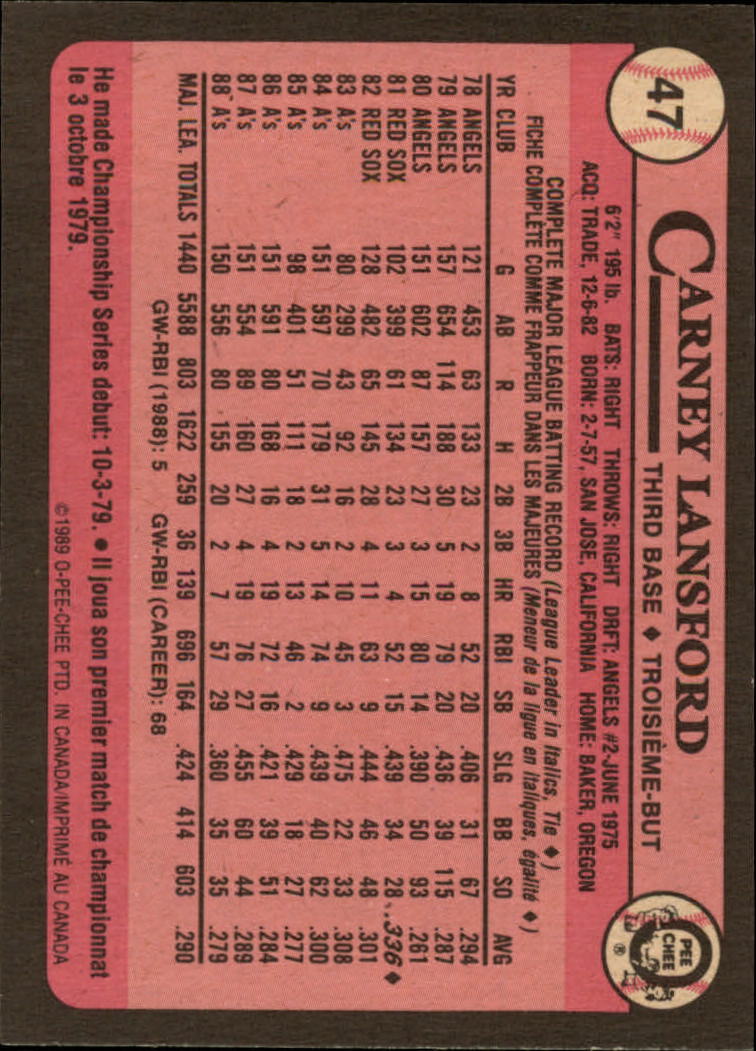 47
CARNEY LANSFORD
THIRD BASE ♦ TROISIÈME-BUT
O PEE CHEE
®
6'2" 195 lb. BATS: RIGHT THROWS: RIGHT DRFT: ANGELS #2-JUNE 1975
ACQ: TRADE, 12-6-82 BORN: 2-7-57, SAN JOSE, CALIFORNIA HOME: BAKER, OREGON
COMPLETE MAJOR LEAGUE BATTING RECORD (League Leader in Italics, Tie ♦)
FICHE COMPLÈTE COMME FRAPPEUR DANS LES MAJEURES (Meneur de la ligue en italiques, égalité ♦)
YR CLUB G AB R H 2B 3B HR RBI SB SLG BB SO AVG
78 ANGELS 121 453 63 133 23 2 8 52 20 .406 31 67 .294
79 ANGELS 157 654 114 188 30 5 19 79 20 .436 39 115 .287
80 ANGELS 151 602 87 157 27 3 15 80 14 .390 50 93 .261
81 RED SOX 102 399 61 134 23 3 4 52 15 .439 34 28 .336♦
82 RED SOX 128 482 65 145 28 4 11 63 9 .444 46 48 .301
83 A's 80 299 43 92 16 2 10 45 3 .475 22 33 .308
84 A's 151 597 70 179 31 5 14 74 9 .439 40 62 .300
85 A's 98 401 51 111 18 2 13 46 2 .429 18 27 .277
86 A's 151 591 80 168 16 4 19 72 16 .421 39 51 .284
87 A's 151 554 89 160 27 4 19 76 27 .455 60 44 .289
88 A's 150 556 80 155 20 2 7 57 29 .360 35 35 .279
MAJ. LEA. TOTALS 1440 5588 803 1622 259 36 139 696 164 .424 414 603 .290
GW-RBI (1988): 5 GW-RBI (CAREER): 68
He made Championship Series debut: 10-3-79. • Il joua son premier match de championnat
le 3 octobre 1979.
©1989 O-PEE-CHEE PTD. IN CANADA/IMPRIMÉ AU CANADA